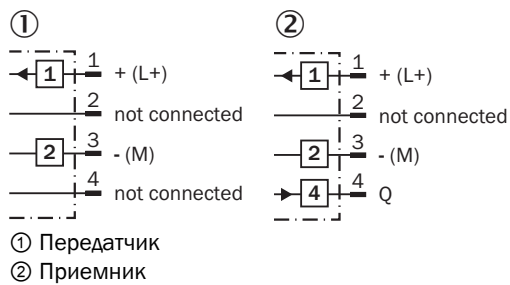 ① ②
1 1 + (L+)
2 not connected
2 3 - (M)
4 not connected
1 1 + (L+)
2 not connected
2 3 - (M)
4 4 Q
① Передатчик
② Приемник